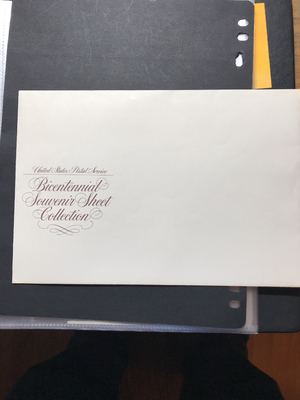 United States Postal Service
Bicentennial
Souvenir Sheet
Collection